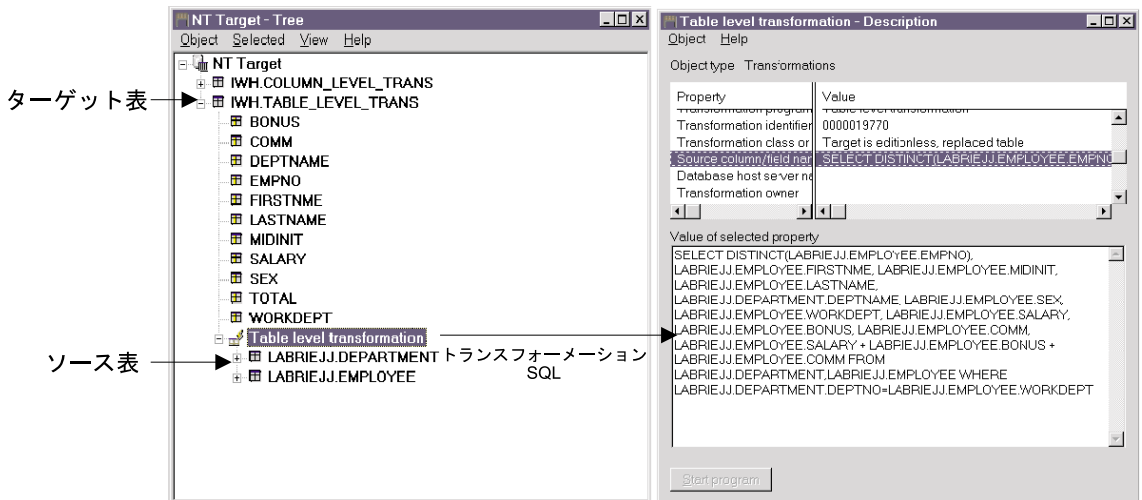 NT Target - Tree
Object Selected View Help
NT Target
IWH.COLUMN_LEVEL_TRANS
ターゲット表
IWH.TABLE_LEVEL_TRANS
BONUS
COMM
DEPTNAME
EMPNO
FIRSTNME
LASTNAME
MIDINIT
SALARY
SEX
TOTAL
WORKDEPT
Table level transformation
ソース表
LABRIEJJ.DEPARTMENT
LABRIEJJ.EMPLOYEE
トランスフォーメーション
SQL
Table level transformation - Description
Object Help
Object type Transformations
Property Value
Transformation identifier 0000019770
Transformation class or Target is editionless, replaced table
Source column/field nam SELECT DISTINCT(LABRIEJJ.EMPLOYEE.EMPNO
Database host server na
Transformation owner
Value of selected property
SELECT DISTINCT(LABRIEJJ.EMPLOYEE.EMPNO),
LABRIEJJ.EMPLOYEE.FIRSTNME, LABRIEJJ.EMPLOYEE.MIDINIT,
LABRIEJJ.EMPLOYEE.LASTNAME,
LABRIEJJ.DEPARTMENT.DEPTNAME, LABRIEJJ.EMPLOYEE.SEX,
LABRIEJJ.EMPLOYEE.WORKDEPT, LABRIEJJ.EMPLOYEE.SALARY,
LABRIEJJ.EMPLOYEE.BONUS, LABRIEJJ.EMPLOYEE.COMM,
LABRIEJJ.EMPLOYEE.SALARY + LABRIEJJ.EMPLOYEE.BONUS +
LABRIEJJ.EMPLOYEE.COMM FROM
LABRIEJJ.DEPARTMENT,LABRIEJJ.EMPLOYEE WHERE
LABRIEJJ.DEPARTMENT.DEPTNO=LABRIEJJ.EMPLOYEE.WORKDEPT
Start program